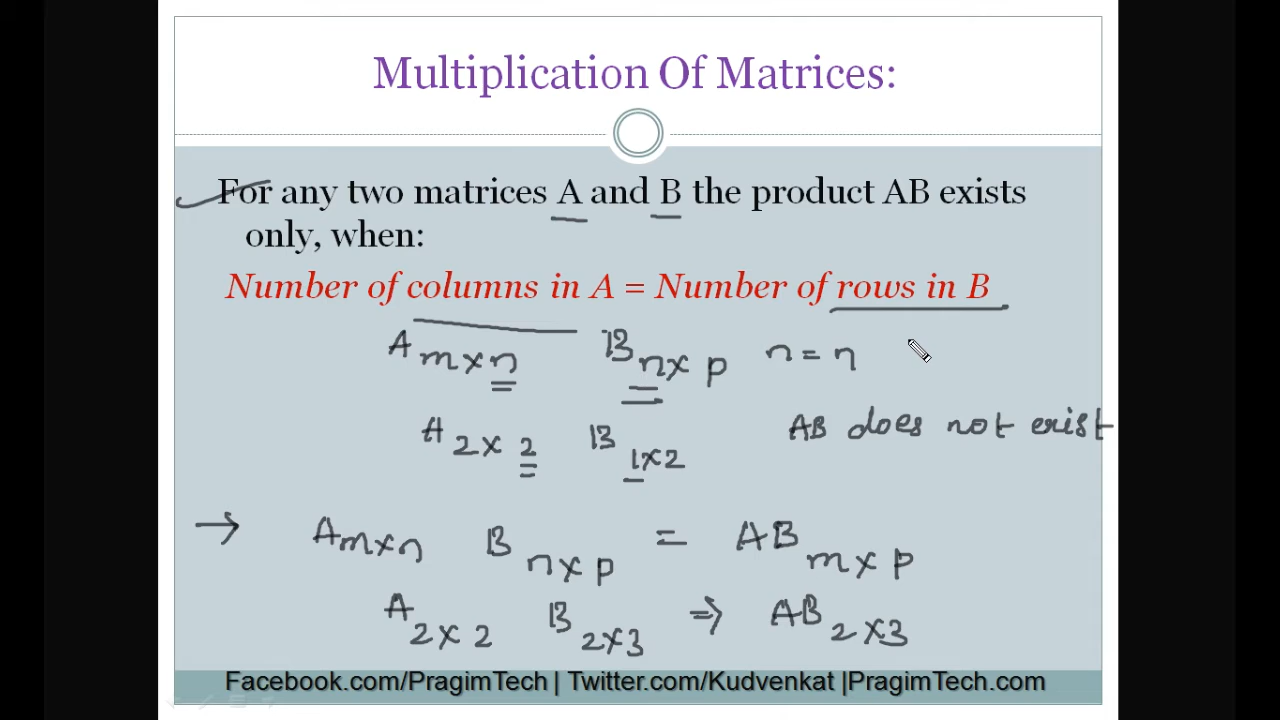 Multiplication Of Matrices:
For any two matrices A and B the product AB exists
only, when:
Number of columns in A = Number of rows in B
A m×n B n×p n = n
A 2×2 B 1×2 AB does not exist
→ A m×n B n×p = AB m×p
A 2×2 B 2×3 ⇒ AB 2×3
Facebook.com/PragimTech | Twitter.com/Kudvenkat |PragimTech.com